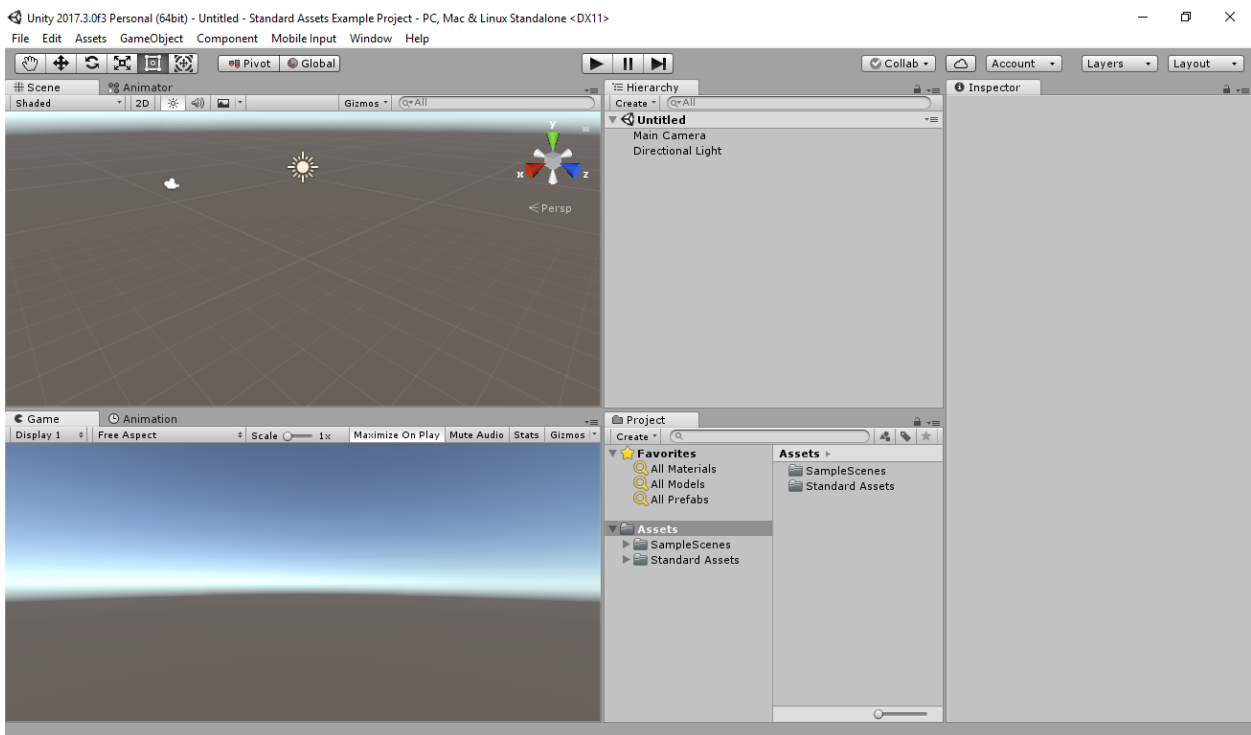 Unity 2017.3.0f3 Personal (64bit) - Untitled - Standard Assets Example Project - PC, Mac & Linux Standalone <DX11>
File Edit Assets GameObject Component Mobile Input Window Help
Pivot Global Collab Account Layers Layout
Scene Animator
Shaded 2D Gizmos All
y
x z
Persp
Hierarchy
Create All
Untitled
Main Camera
Directional Light
Inspector
Game Animation
Display 1 Free Aspect Scale 1x Maximize On Play Mute Audio Stats Gizmos
Project
Create
Favorites
All Materials
All Models
All Prefabs
Assets
SampleScenes
Standard Assets
Assets
SampleScenes
Standard Assets